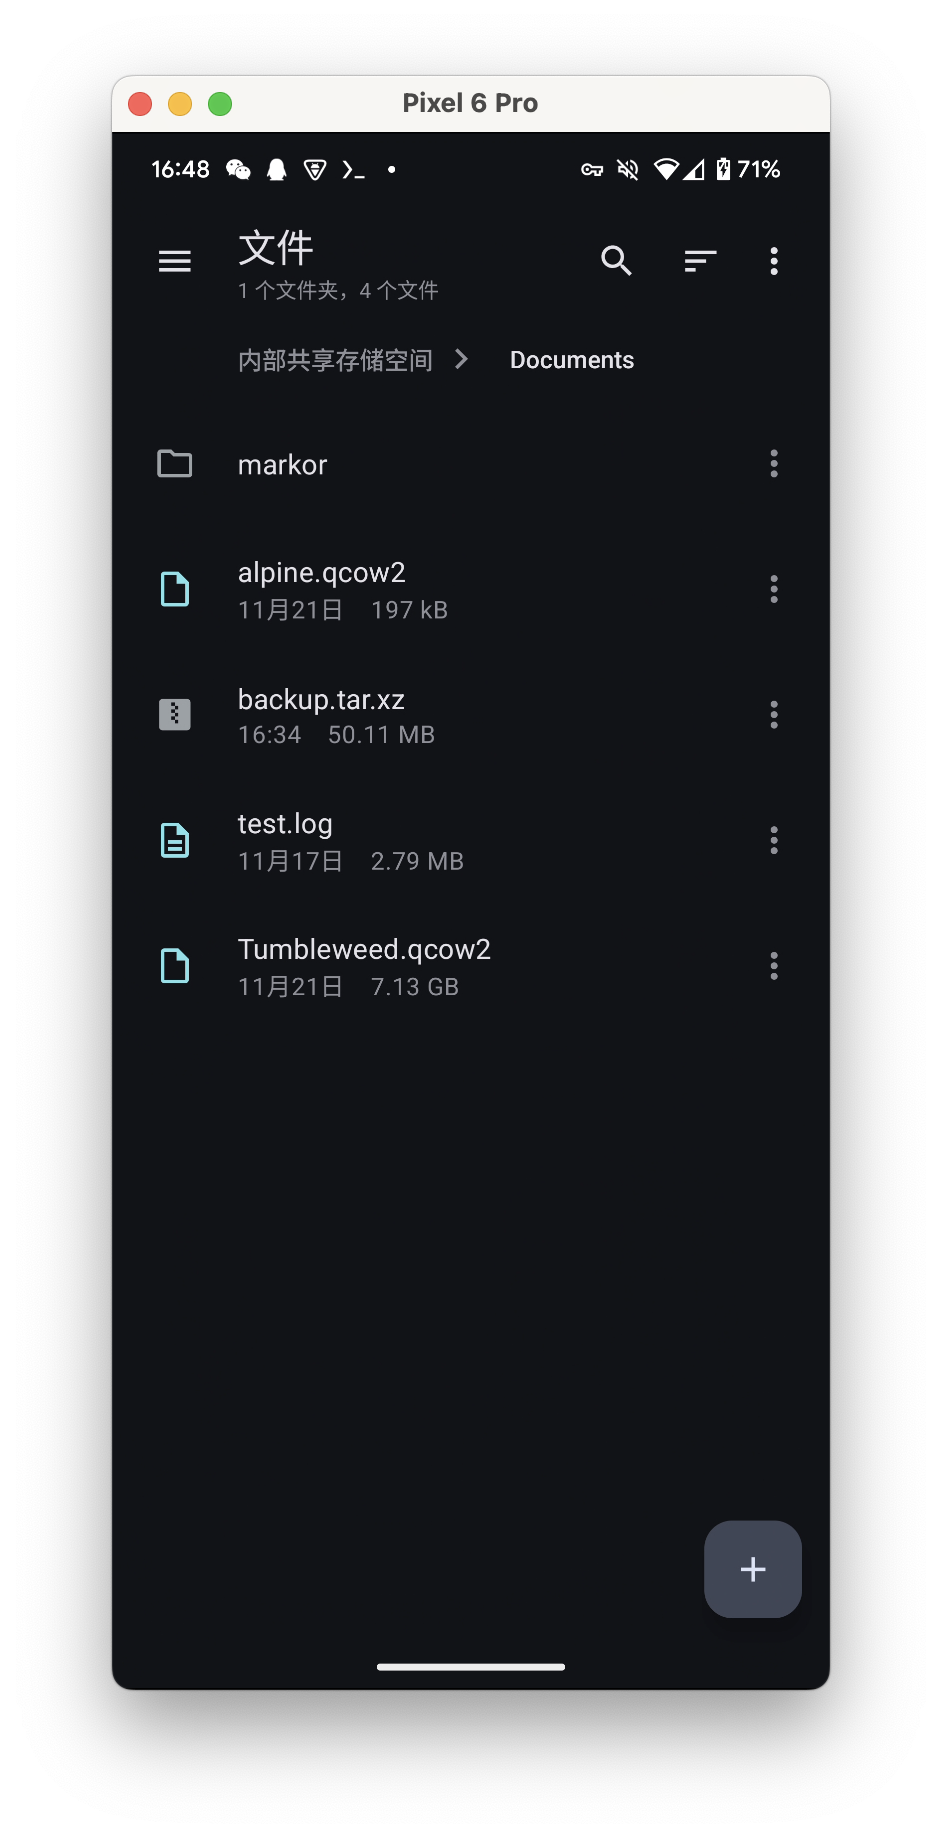 Pixel 6 Pro
16:48 71%
文件
1 个文件夹，4 个文件
内部共享存储空间 Documents
markor
alpine.qcow2
11月21日 197 kB
backup.tar.xz
16:34 50.11 MB
test.log
11月17日 2.79 MB
Tumbleweed.qcow2
11月21日 7.13 GB